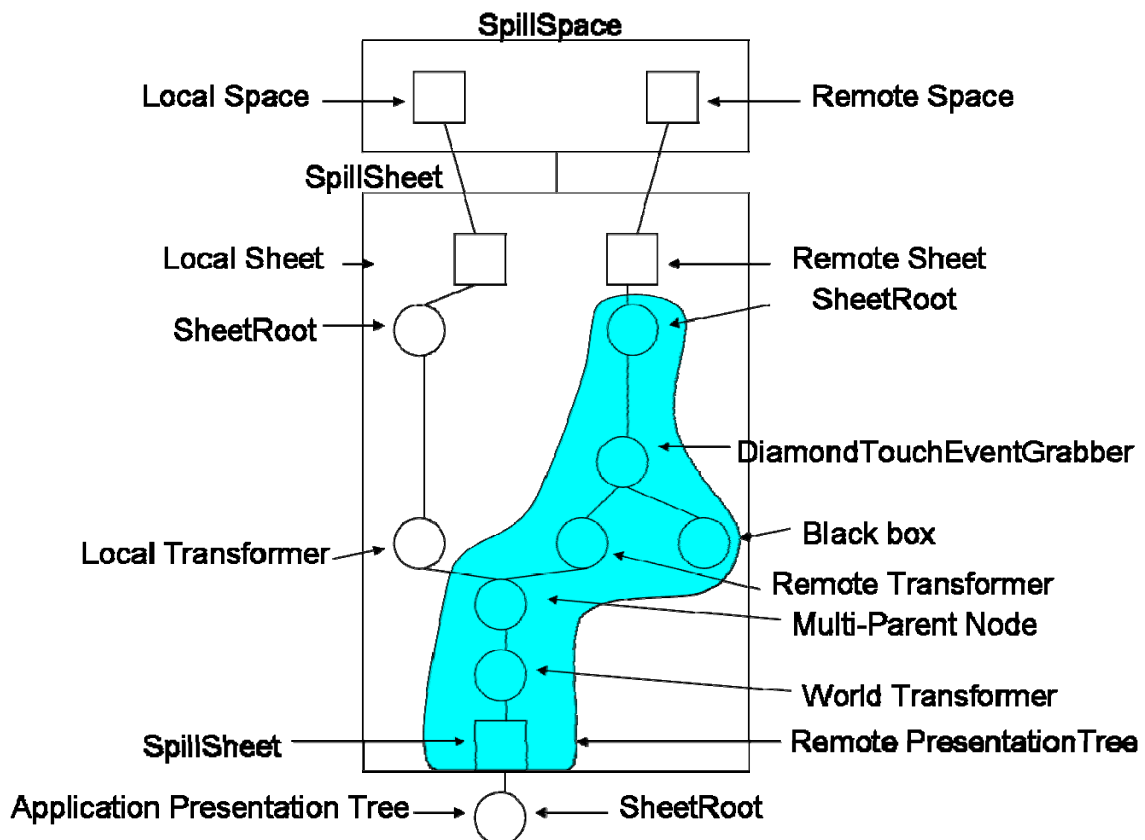 SpillSpace
Local Space
Remote Space
SpillSheet
Local Sheet
Remote Sheet
SheetRoot
SheetRoot
DiamondTouchEventGrabber
Local Transformer
Black box
Remote Transformer
Multi-Parent Node
World Transformer
SpillSheet
Remote PresentationTree
Application Presentation Tree
SheetRoot